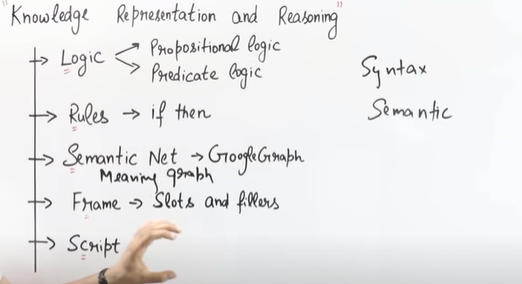 "Knowledge Representation and Reasoning"
→ Logic < Propositional logic
Predicate logic
→ Rules → if then
→ Semantic Net → GoogleGraph
Meaning graph
→ Frame → Slots and fillers
→ Script
Syntax
Semantic